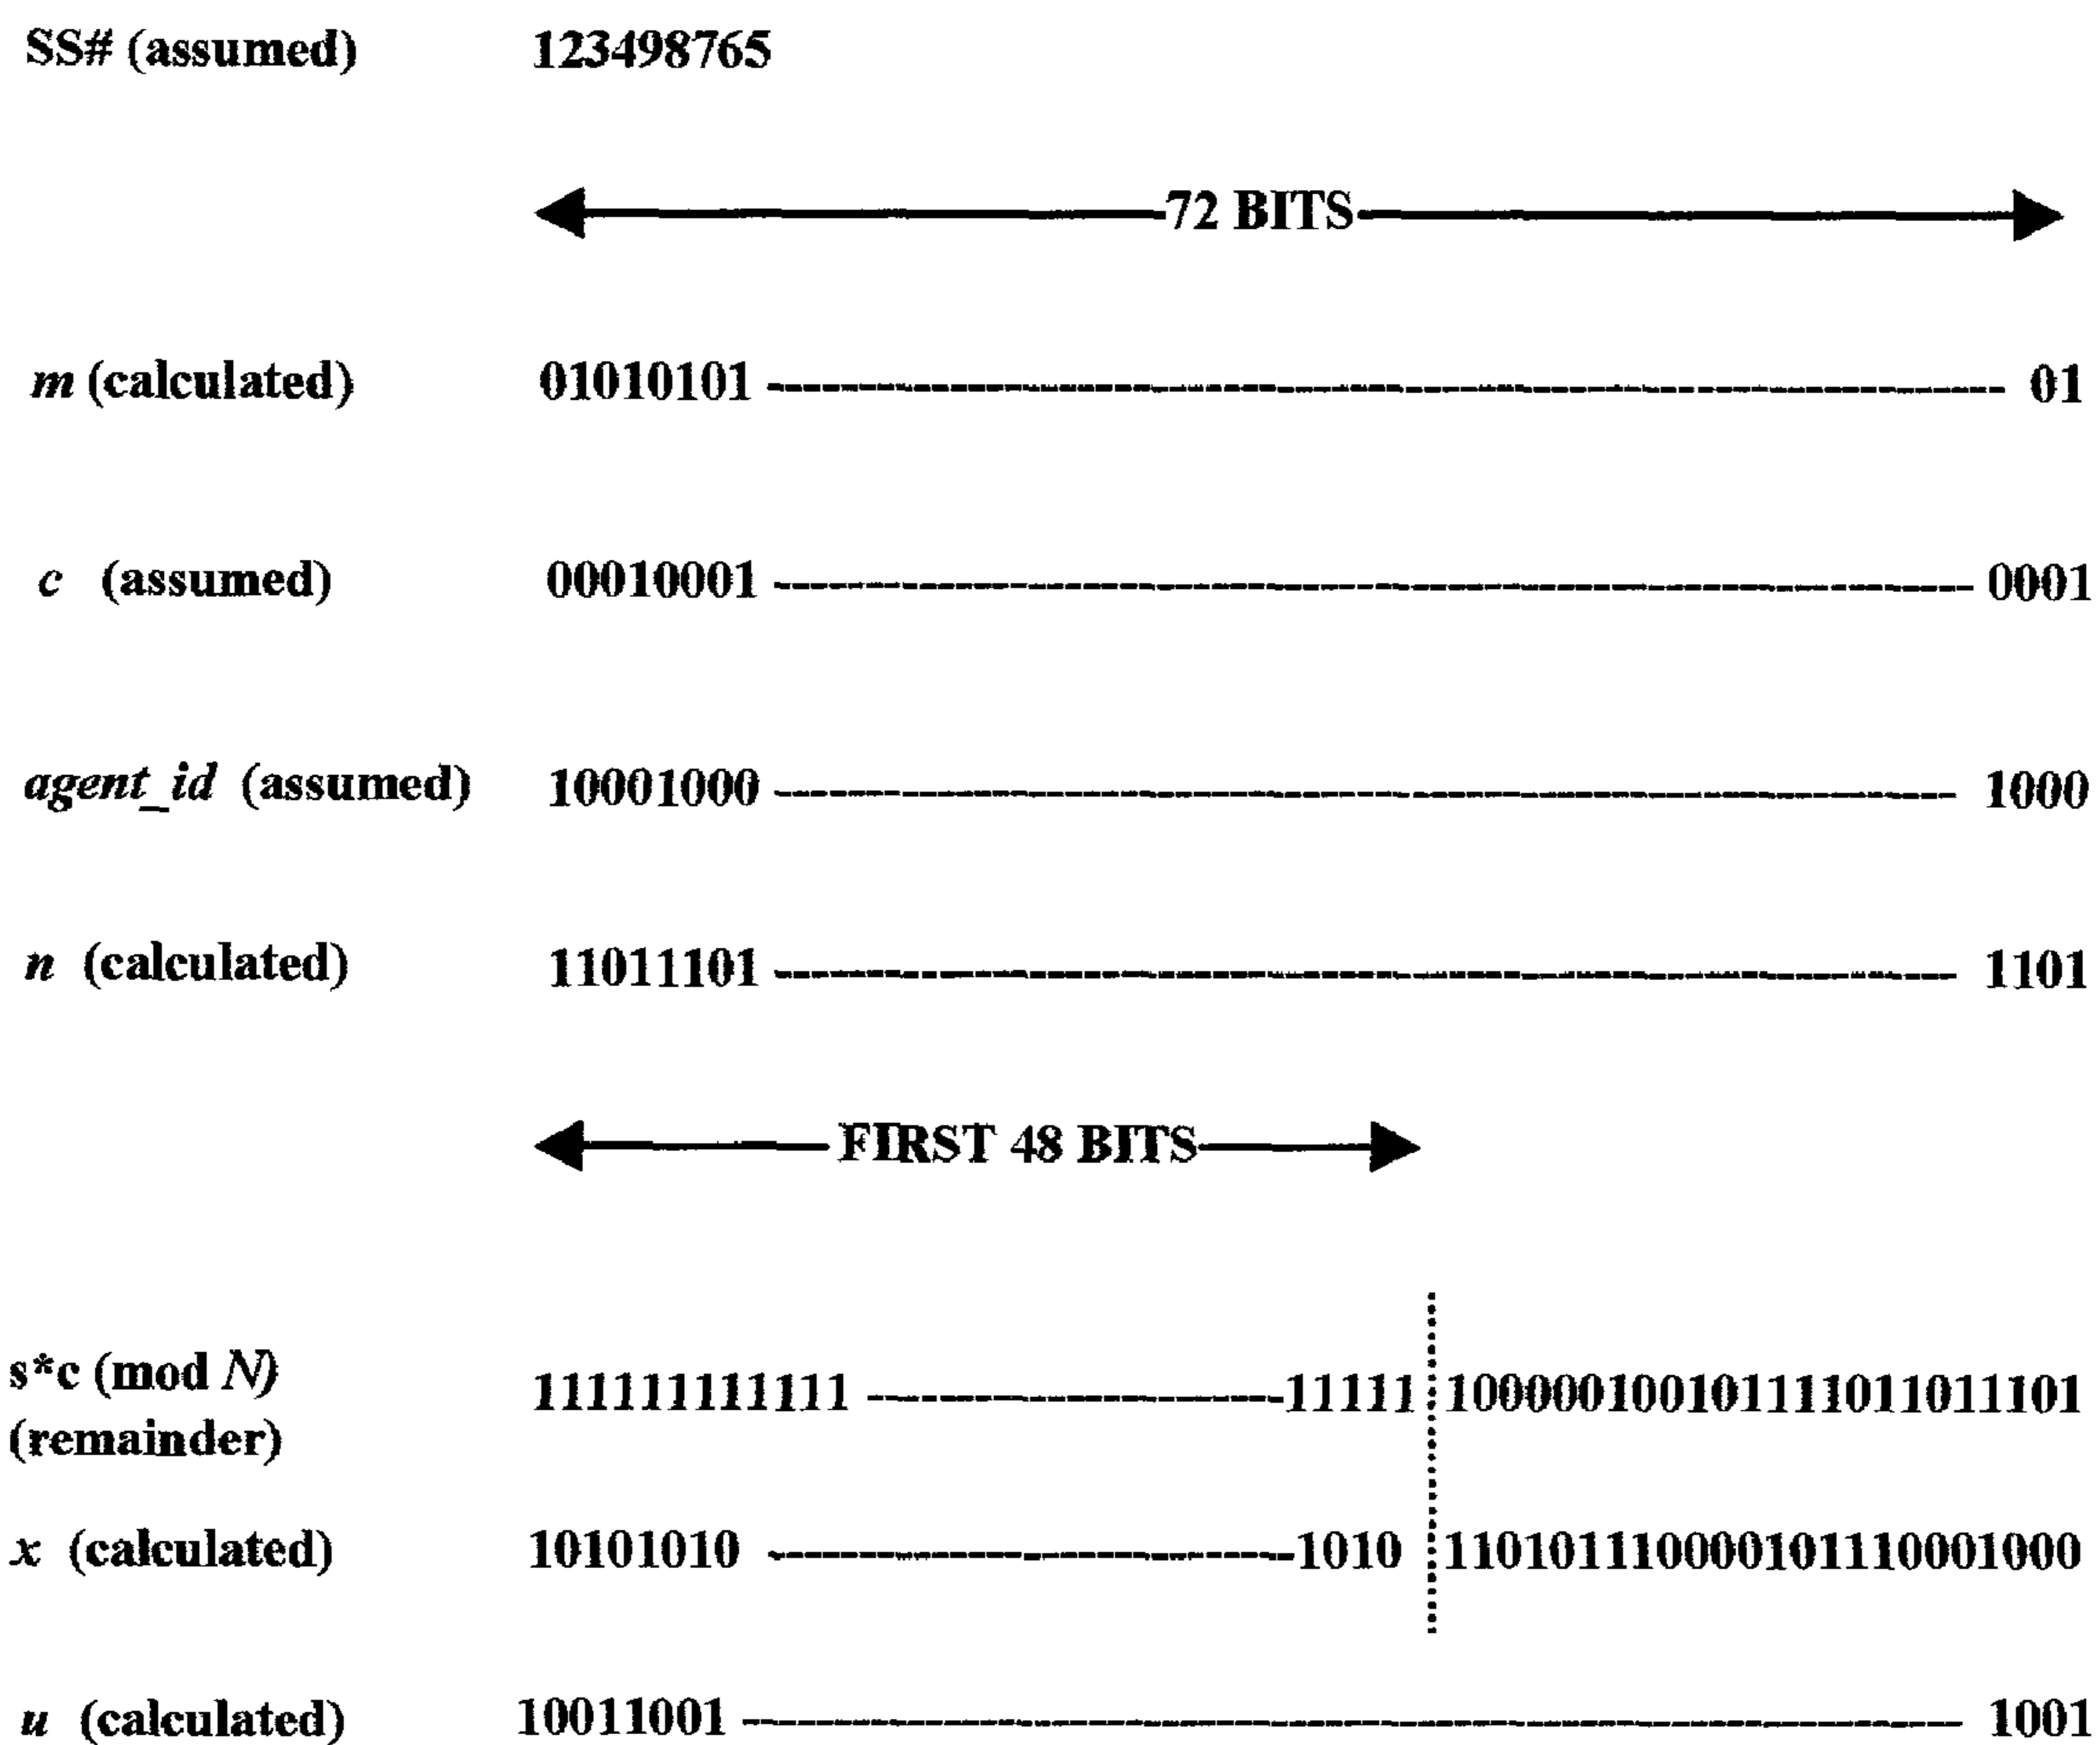 SS# (assumed) 123498765
72 BITS
m (calculated) 01010101 ---------- 01
c (assumed) 00010001 ---------- 0001
agent_id (assumed) 10001000 ---------- 1000
n (calculated) 11011101 ---------- 1101
FIRST 48 BITS
s*c (mod N) 111111111111 ---------- 11111 100000100101111011011101
(remainder)
x (calculated) 10101010 ---------- 1010 110101110000101110001000
u (calculated) 10011001 ---------- 1001